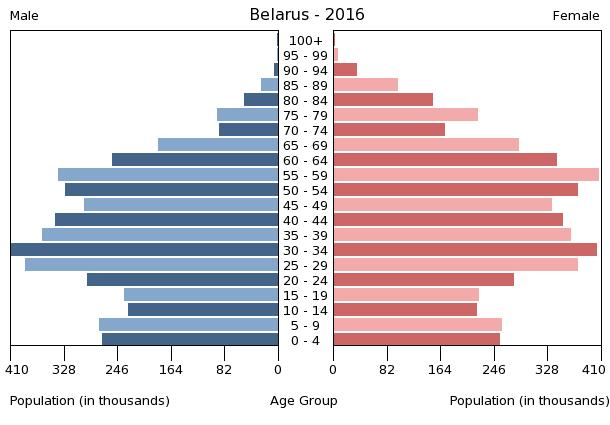 Male Belarus - 2016 Female
100+
95 - 99
90 - 94
85 - 89
80 - 84
75 - 79
70 - 74
65 - 69
60 - 64
55 - 59
50 - 54
45 - 49
40 - 44
35 - 39
30 - 34
25 - 29
20 - 24
15 - 19
10 - 14
5 - 9
0 - 4
410 328 246 164 82 0 0 82 164 246 328 410
Population (in thousands) Age Group Population (in thousands)